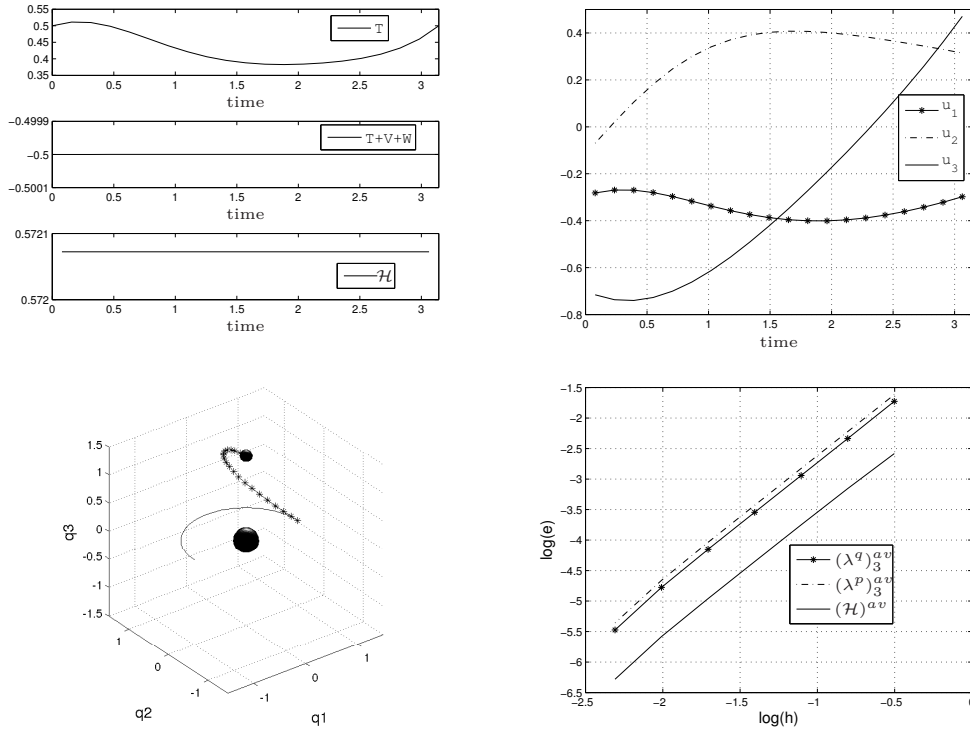 0.55
0.5
0.45
0.4
0.35
T
0 0.5 1 1.5 2 2.5 3
time
−0.4999
−0.5
−0.5001
T+V+W
0 0.5 1 1.5 2 2.5 3
time
0.5721
0.572
ℋ
0 0.5 1 1.5 2 2.5 3
time
0.4
0.2
0
−0.2
−0.4
−0.6
−0.8
u_1
u_2
u_3
0 0.5 1 1.5 2 2.5 3
time
1.5
1
0.5
0
−0.5
−1
−1.5
q3
1
0
−1
q2
−1
0
1
q1
−1.5
−2
−2.5
−3
−3.5
−4
−4.5
−5
−5.5
−6
−6.5
log(e)
(λ^q)_3^{av}
(λ^p)_3^{av}
(ℋ)^{av}
−2.5 −2 −1.5 −1 −0.5 0
log(h)